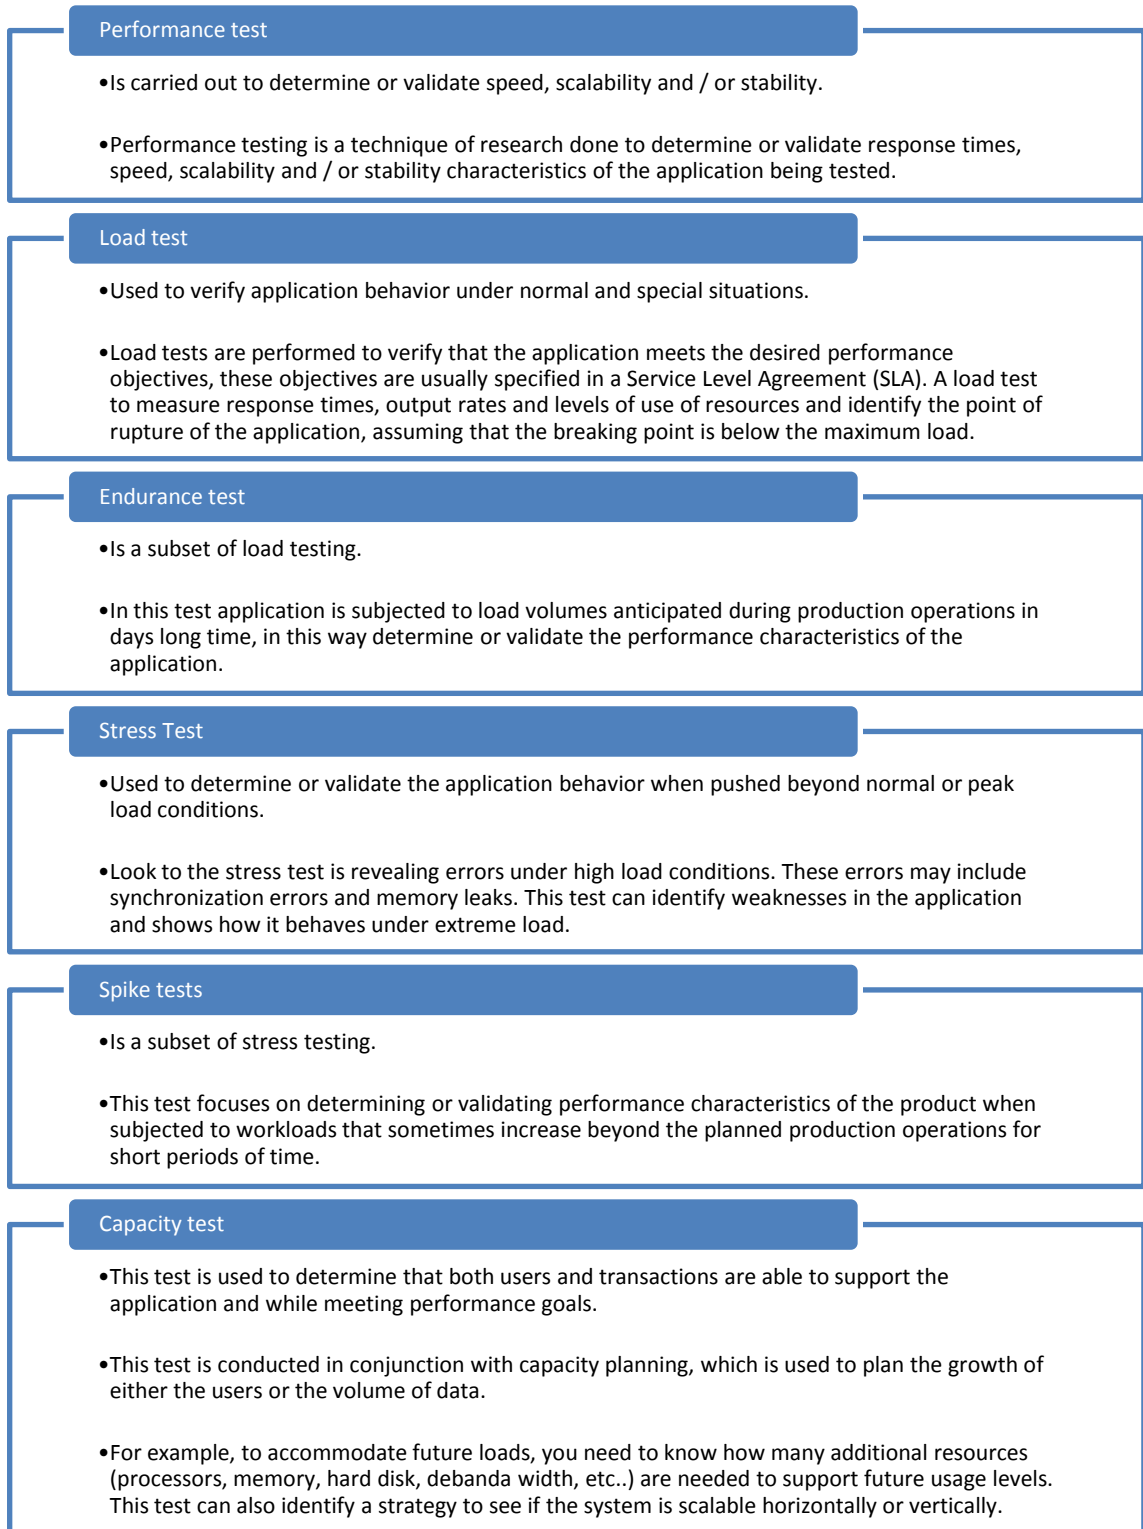 Performance test
•Is carried out to determine or validate speed, scalability and / or stability.
•Performance testing is a technique of research done to determine or validate response times,
speed, scalability and / or stability characteristics of the application being tested.
Load test
•Used to verify application behavior under normal and special situations.
•Load tests are performed to verify that the application meets the desired performance
objectives, these objectives are usually specified in a Service Level Agreement (SLA). A load test
to measure response times, output rates and levels of use of resources and identify the point of
rupture of the application, assuming that the breaking point is below the maximum load.
Endurance test
•Is a subset of load testing.
•In this test application is subjected to load volumes anticipated during production operations in
days long time, in this way determine or validate the performance characteristics of the
application.
Stress Test
•Used to determine or validate the application behavior when pushed beyond normal or peak
load conditions.
•Look to the stress test is revealing errors under high load conditions. These errors may include
synchronization errors and memory leaks. This test can identify weaknesses in the application
and shows how it behaves under extreme load.
Spike tests
•Is a subset of stress testing.
•This test focuses on determining or validating performance characteristics of the product when
subjected to workloads that sometimes increase beyond the planned production operations for
short periods of time.
Capacity test
•This test is used to determine that both users and transactions are able to support the
application and while meeting performance goals.
•This test is conducted in conjunction with capacity planning, which is used to plan the growth of
either the users or the volume of data.
•For example, to accommodate future loads, you need to know how many additional resources
(processors, memory, hard disk, debanda width, etc..) are needed to support future usage levels.
This test can also identify a strategy to see if the system is scalable horizontally or vertically.